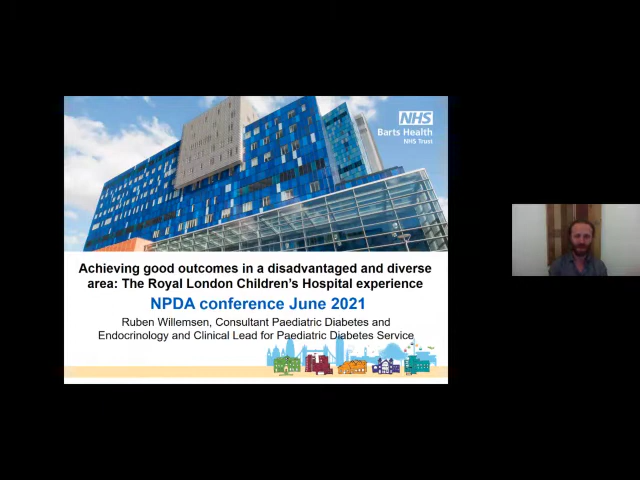 NHS
Barts Health
NHS Trust
Achieving good outcomes in a disadvantaged and diverse
area: The Royal London Children's Hospital experience
NPDA conference June 2021
Ruben Willemsen, Consultant Paediatric Diabetes and
Endocrinology and Clinical Lead for Paediatric Diabetes Service